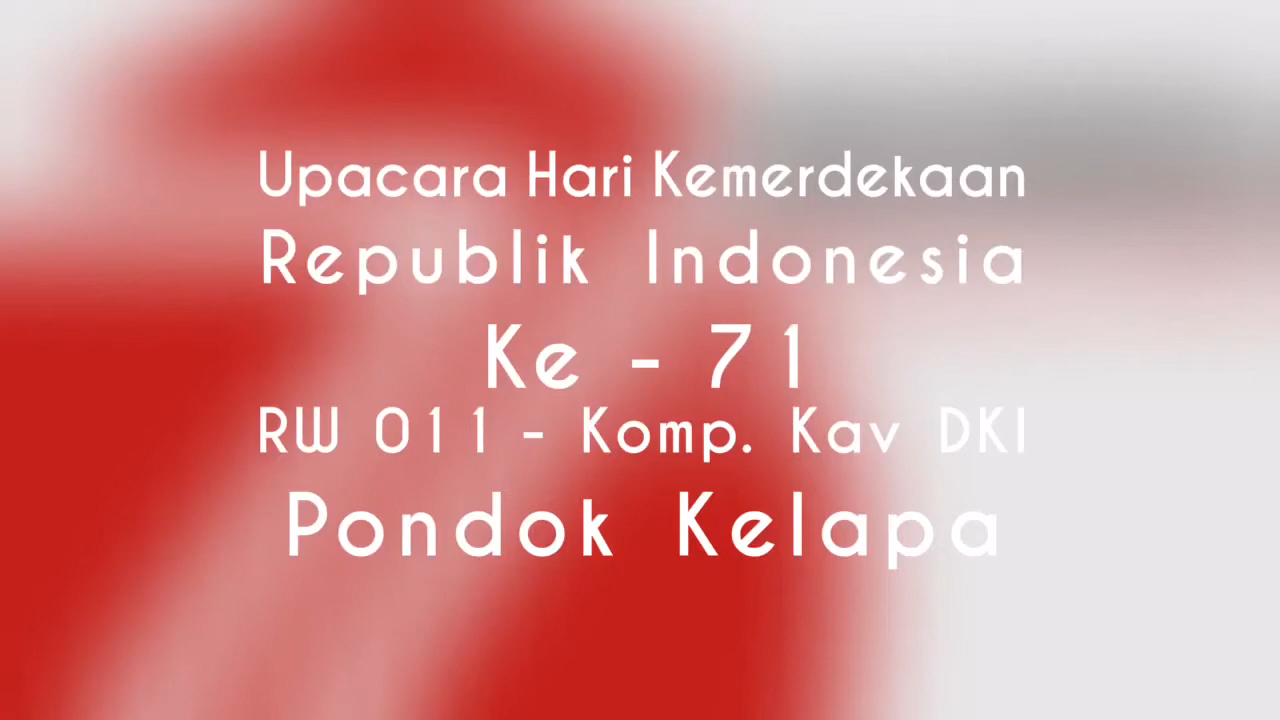 Upacara Hari Kemerdekaan
Republik Indonesia
Ke - 71
RW 011 - Komp. Kav DKI
Pondok Kelapa